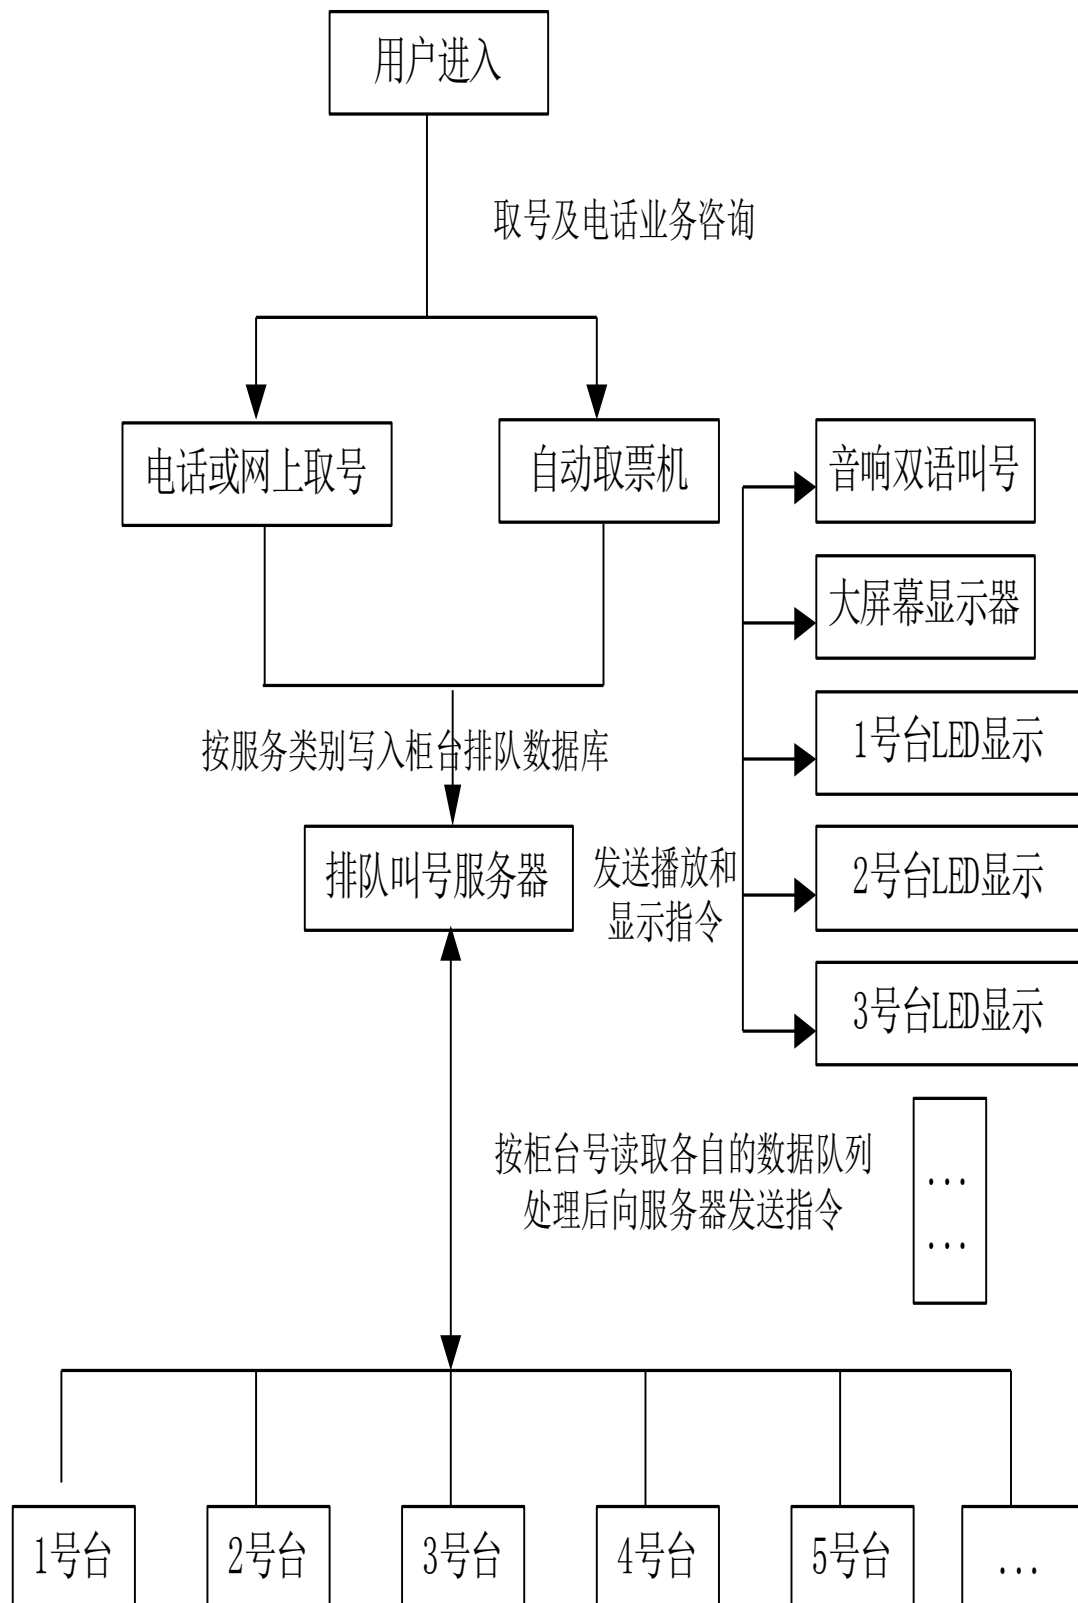 用户进入
取号及电话业务咨询
电话或网上取号
自动取票机
音响双语叫号
大屏幕显示器
1号台LED显示
按服务类别写入柜台排队数据库
排队叫号服务器
发送播放和
显示指令
2号台LED显示
3号台LED显示
按柜台号读取各自的数据队列
处理后向服务器发送指令
...
...
1号台
2号台
3号台
4号台
5号台
...